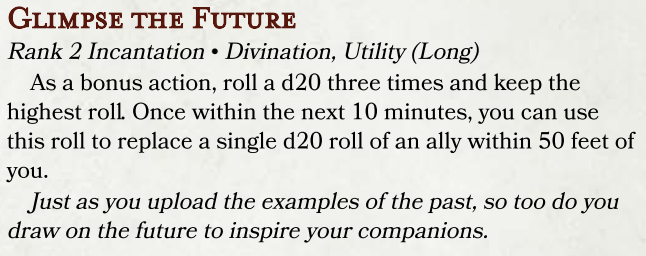 Glimpse the Future
Rank 2 Incantation • Divination, Utility (Long)
As a bonus action, roll a d20 three times and keep the
highest roll. Once within the next 10 minutes, you can use
this roll to replace a single d20 roll of an ally within 50 feet of
you.
Just as you upload the examples of the past, so too do you
draw on the future to inspire your companions.